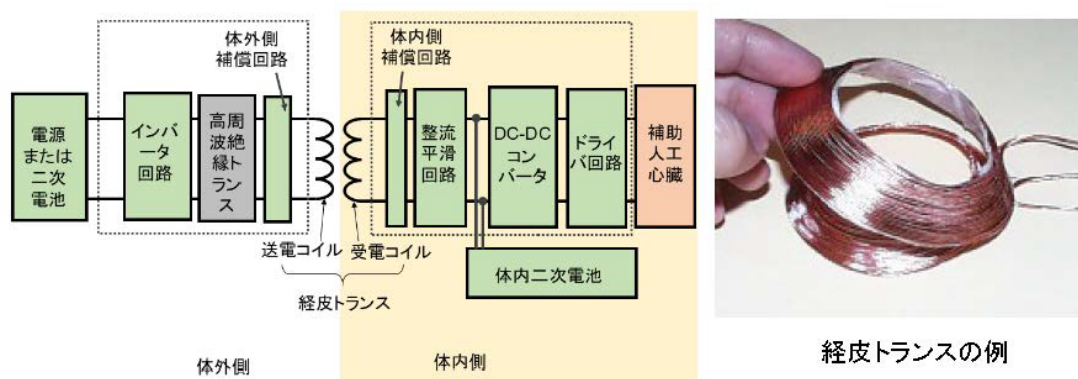 体外側
補償回路
体内側
補償回路
電源
または
二次
電池
インバ
ータ
回路
高周
波絶
縁ト
ラン
ス
整流
平滑
回路
DC-DC
コン
バータ
ドラ
イバ回路
補助
人工
心臓
送電コイル
受電コイル
経皮トランス
体内二次電池
体外側
体内側
経皮トランスの例